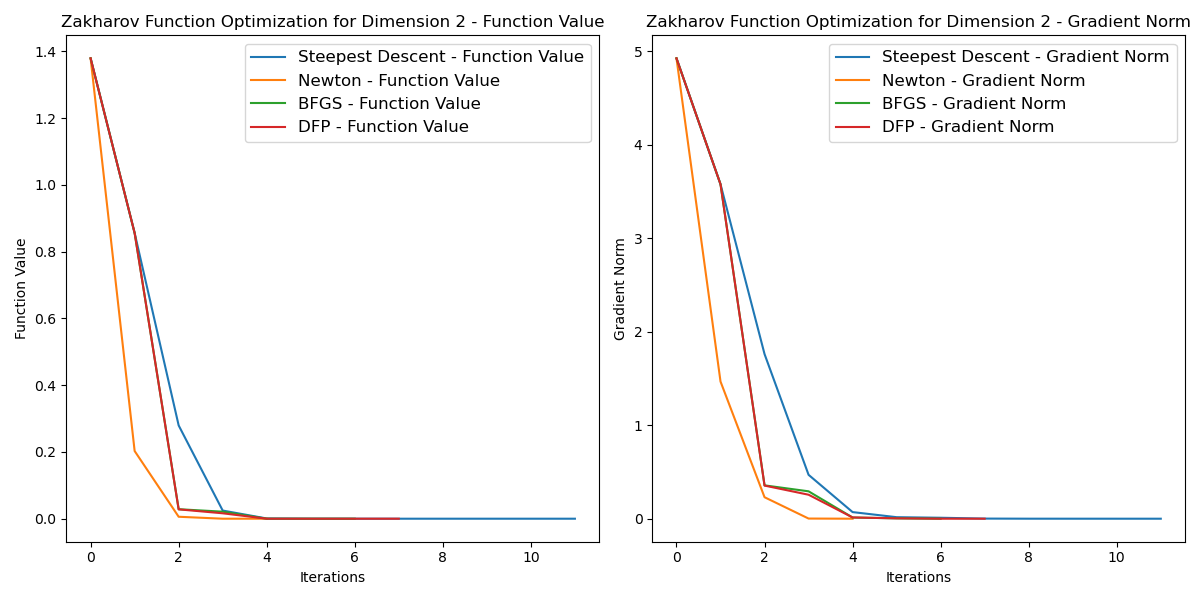 Zakharov Function Optimization for Dimension 2 - Function Value
1.4
1.2
1.0
0.8
0.6
0.4
0.2
0.0
Function Value
Steepest Descent - Function Value
Newton - Function Value
BFGS - Function Value
DFP - Function Value
0 2 4 6 8 10
Iterations
Zakharov Function Optimization for Dimension 2 - Gradient Norm
5
4
3
2
1
0
Gradient Norm
Steepest Descent - Gradient Norm
Newton - Gradient Norm
BFGS - Gradient Norm
DFP - Gradient Norm
0 2 4 6 8 10
Iterations